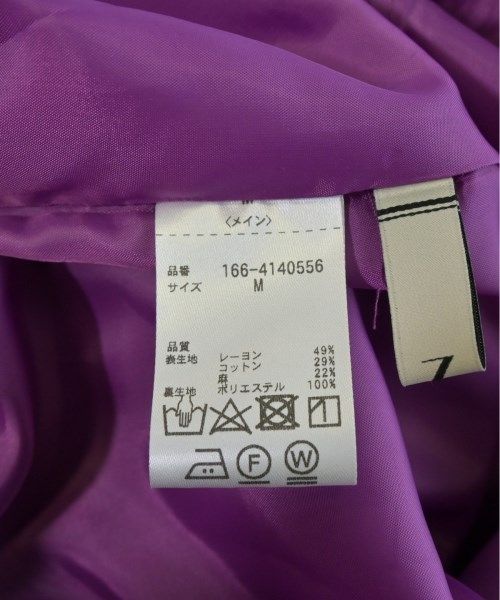 〈メイン〉
品番 166-4140556
サイズ M
品質
表生地 レーヨン 49%
コットン 29%
麻 22%
裏生地 ポリエステル 100%
F W